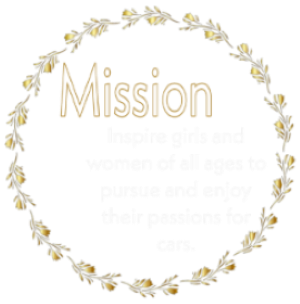 Mission
Inspire girls and
women of all ages to
pursue and enjoy
their passions for
cars.